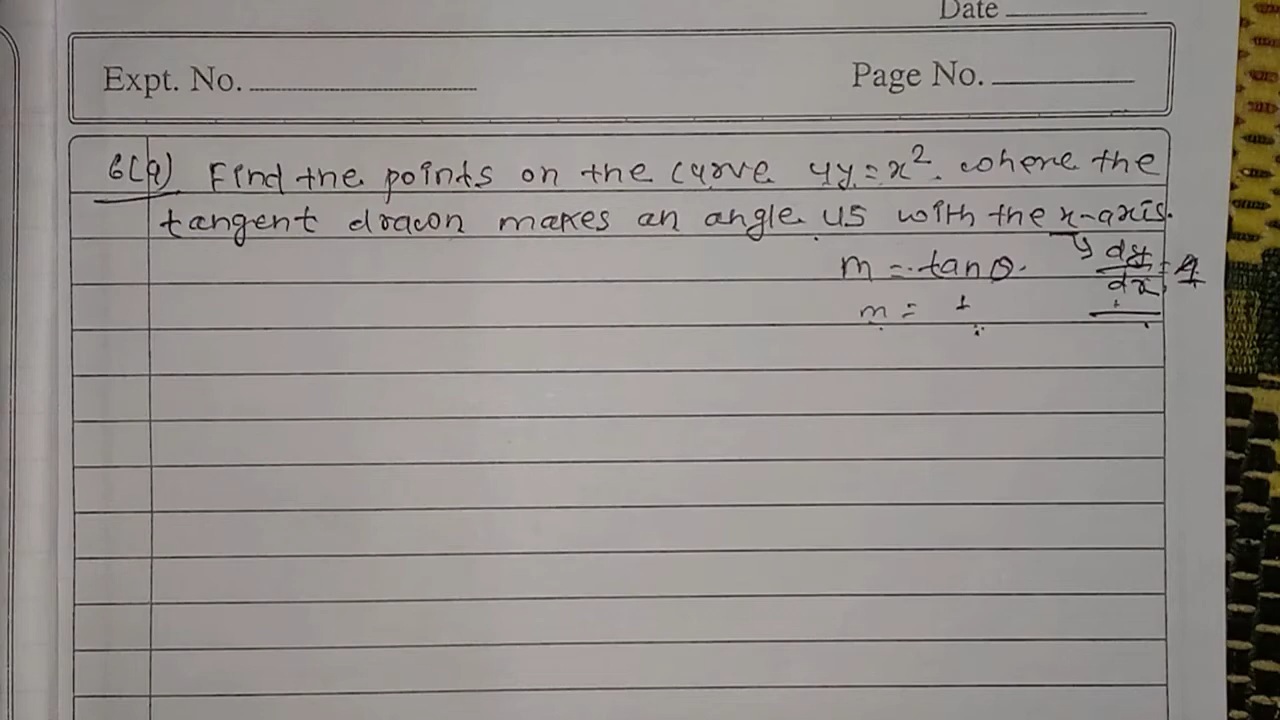 Date
Expt. No.
Page No.
6(a) Find the points on the curve 4y = x². where the
tangent drawn makes an angle 45 with the x-axis.
m = tan θ.
dy/dx =
m = 1